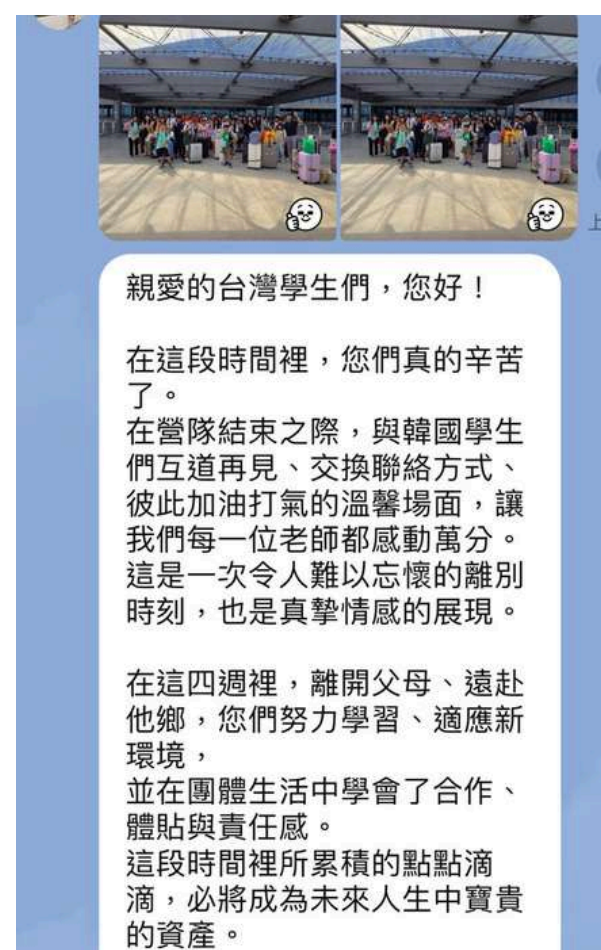 上
親愛的台灣學生們，您好！
在這段時間裡，您們真的辛苦
了。
在營隊結束之際，與韓國學生
們互道再見、交換聯絡方式、
彼此加油打氣的溫馨場面，讓
我們每一位老師都感動萬分。
這是一次令人難以忘懷的離別
時刻，也是真摯情感的展現。
在這四週裡，離開父母、遠赴
他鄉，您們努力學習、適應新
環境，
並在團體生活中學會了合作、
體貼與責任感。
這段時間裡所累積的點點滴
滴，必將成為未來人生中寶貴
的資產。